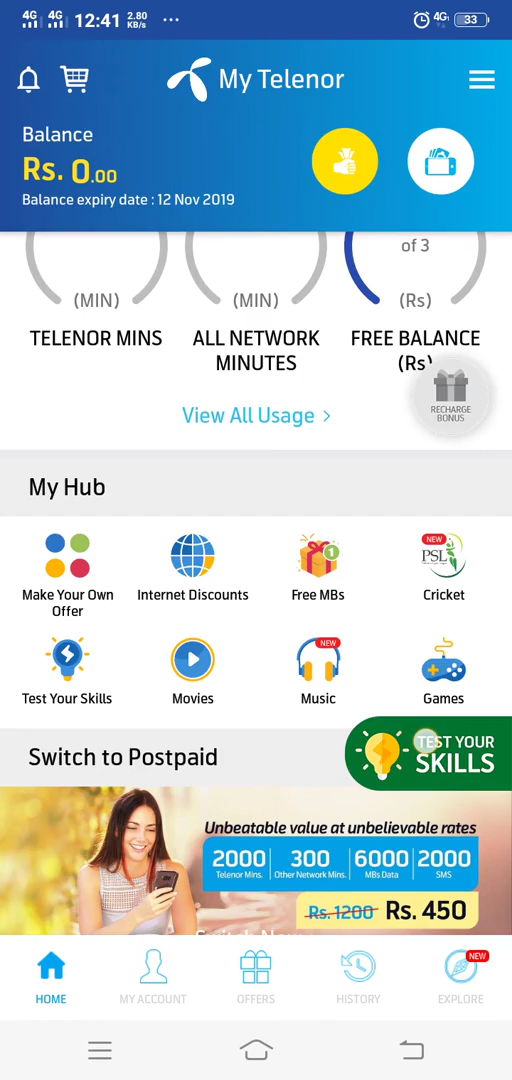 4G 4G 12:41 2.80 KB/s ... 4G 33
My Telenor
Balance
Rs. 0.00
Balance expiry date : 12 Nov 2019
of 3
(MIN) (MIN) (Rs)
TELENOR MINS
ALL NETWORK
MINUTES
FREE BALANCE
(Rs)
RECHARGE
BONUS
View All Usage >
My Hub
Make Your Own
Offer
Internet Discounts
1
Free MBs
NEW
PSL
Cricket
Test Your Skills
Movies
NEW
Music
Games
Switch to Postpaid
TEST YOUR
SKILLS
Unbeatable value at unbelievable rates
2000 300 6000 2000
Telenor Mins. Other Network Mins. MBs Data SMS
Rs. 1200 Rs. 450
NEW
HOME MY ACCOUNT OFFERS HISTORY EXPLORE